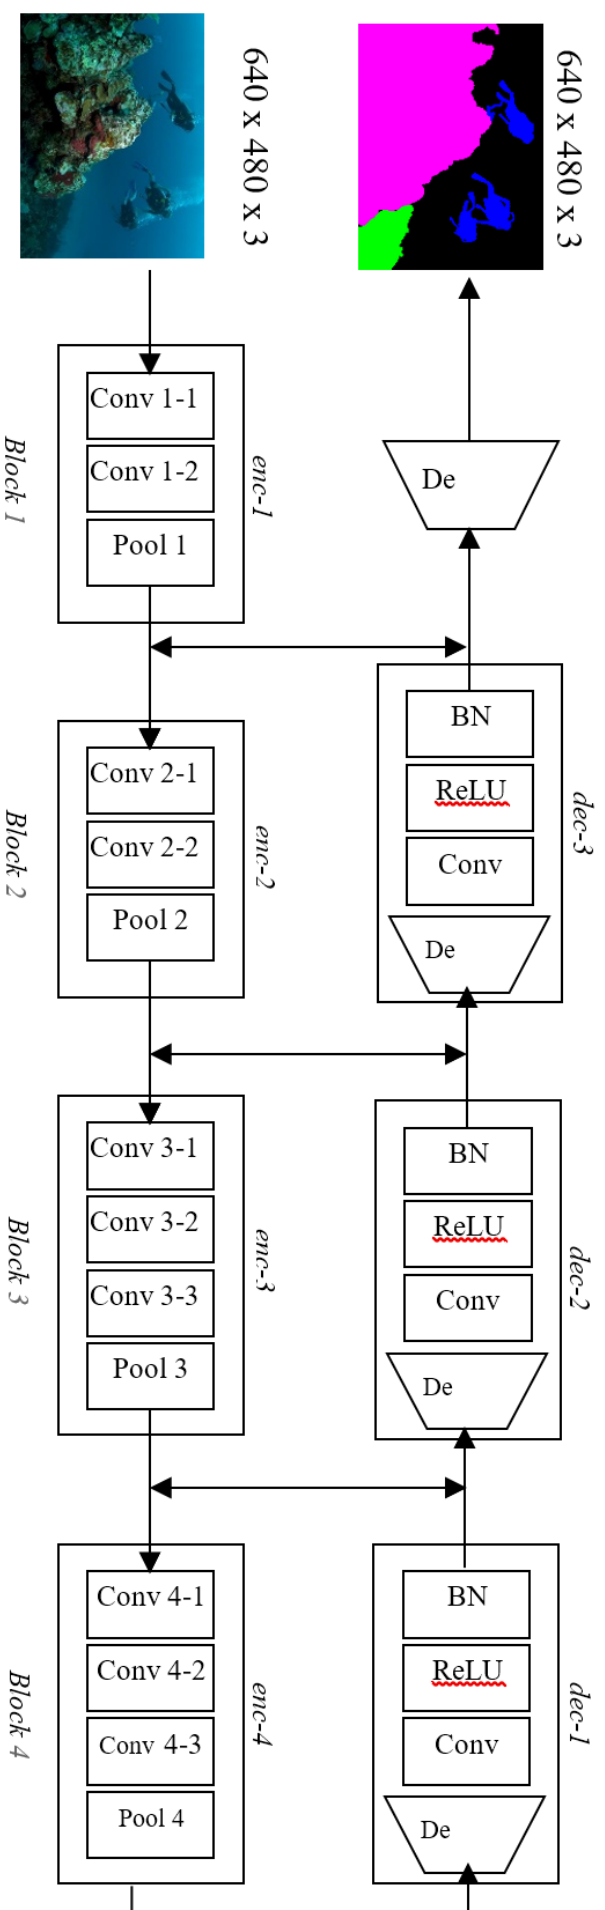 640 x 480 x 3
640 x 480 x 3
Block 1
enc-1
Conv 1-1
Conv 1-2
Pool 1
De
Block 2
enc-2
Conv 2-1
Conv 2-2
Pool 2
dec-3
BN
ReLU
Conv
De
Block 3
enc-3
Conv 3-1
Conv 3-2
Conv 3-3
Pool 3
dec-2
BN
ReLU
Conv
De
Block 4
enc-4
Conv 4-1
Conv 4-2
Conv 4-3
Pool 4
dec-1
BN
ReLU
Conv
De